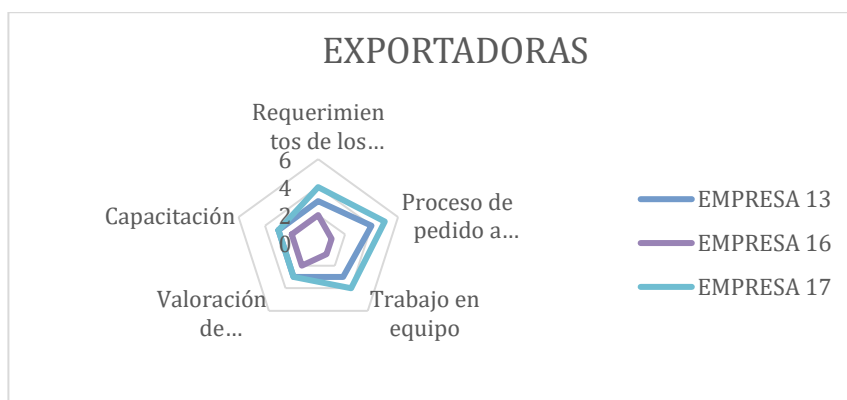 EXPORTADORAS
Requerimien
tos de los...
6
4
2
0
Proceso de
pedido a...
Trabajo en
equipo
Valoración
de...
Capacitación
EMPRESA 13
EMPRESA 16
EMPRESA 17